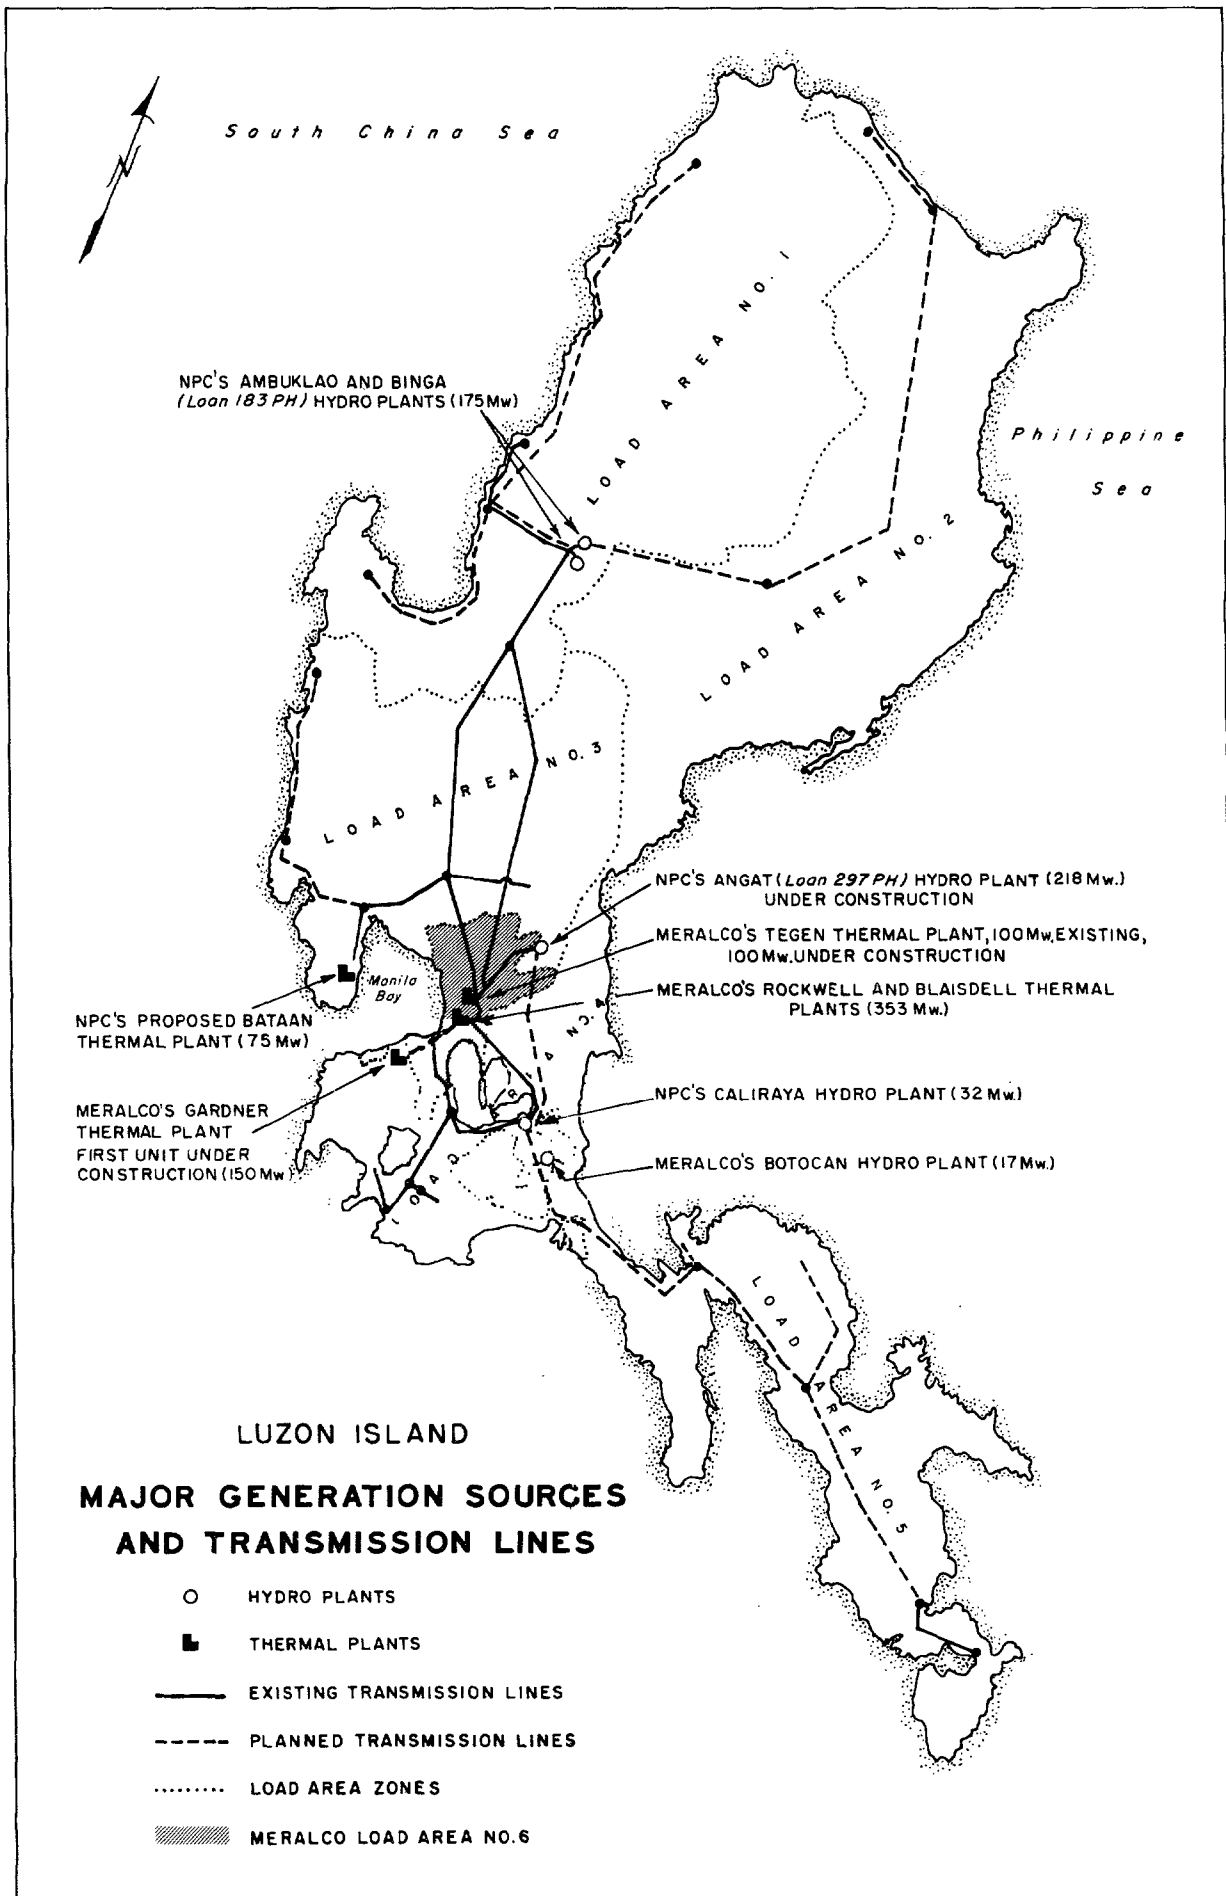 N
South China Sea
NPC'S AMBUKLAO AND BINGA
(Loan 183 PH) HYDRO PLANTS (175 Mw)
LOAD AREA NO. 1
Philippine
Sea
LOAD AREA NO. 2
LOAD AREA NO. 3
NPC'S ANGAT (Loan 297 PH) HYDRO PLANT (218 Mw.)
UNDER CONSTRUCTION
MERALCO'S TEGEN THERMAL PLANT, 100 Mw, EXISTING,
100 Mw. UNDER CONSTRUCTION
Manila
Bay
MERALCO'S ROCKWELL AND BLAISDELL THERMAL
PLANTS (353 Mw.)
NPC'S PROPOSED BATAAN
THERMAL PLANT (75 Mw)
LOAD AREA NO. 4
NPC'S CALIRAYA HYDRO PLANT (32 Mw.)
MERALCO'S GARDNER
THERMAL PLANT
FIRST UNIT UNDER
CONSTRUCTION (150 Mw)
MERALCO'S BOTOCAN HYDRO PLANT (17 Mw.)
LOAD AREA NO. 5
LUZON ISLAND
MAJOR GENERATION SOURCES
AND TRANSMISSION LINES
HYDRO PLANTS
THERMAL PLANTS
EXISTING TRANSMISSION LINES
PLANNED TRANSMISSION LINES
LOAD AREA ZONES
MERALCO LOAD AREA NO. 6